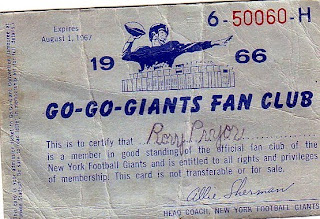 Expires
August 1, 1967
6-50060-H
1966
GO-GO-GIANTS FAN CLUB
This is to certify that Rory Prayor
is a member in good standing of the official fan club of the
New York Football Giants and is entitled to all rights and privileges
of membership. This card is not transferable or for sale.
Allie Sherman
HEAD COACH, NEW YORK FOOTBALL GIANTS